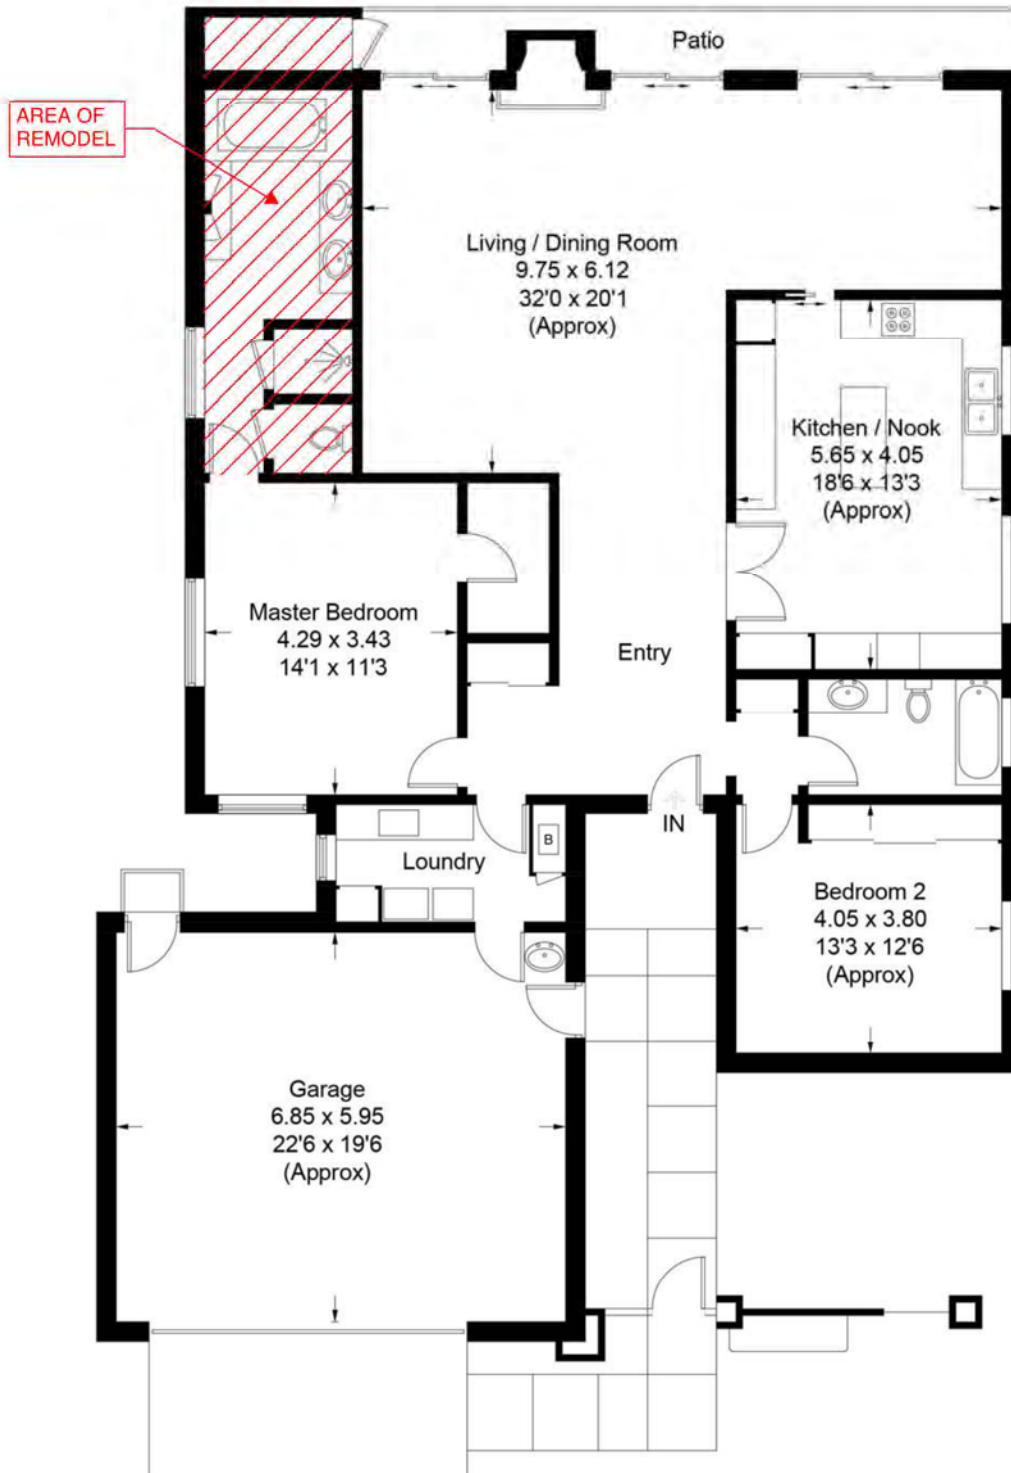 Patio
AREA OF
REMODEL
Living / Dining Room
9.75 x 6.12
32'0 x 20'1
(Approx)
Kitchen / Nook
5.65 x 4.05
18'6 x 13'3
(Approx)
Master Bedroom
4.29 x 3.43
14'1 x 11'3
Entry
IN
B
Loundry
Bedroom 2
4.05 x 3.80
13'3 x 12'6
(Approx)
Garage
6.85 x 5.95
22'6 x 19'6
(Approx)